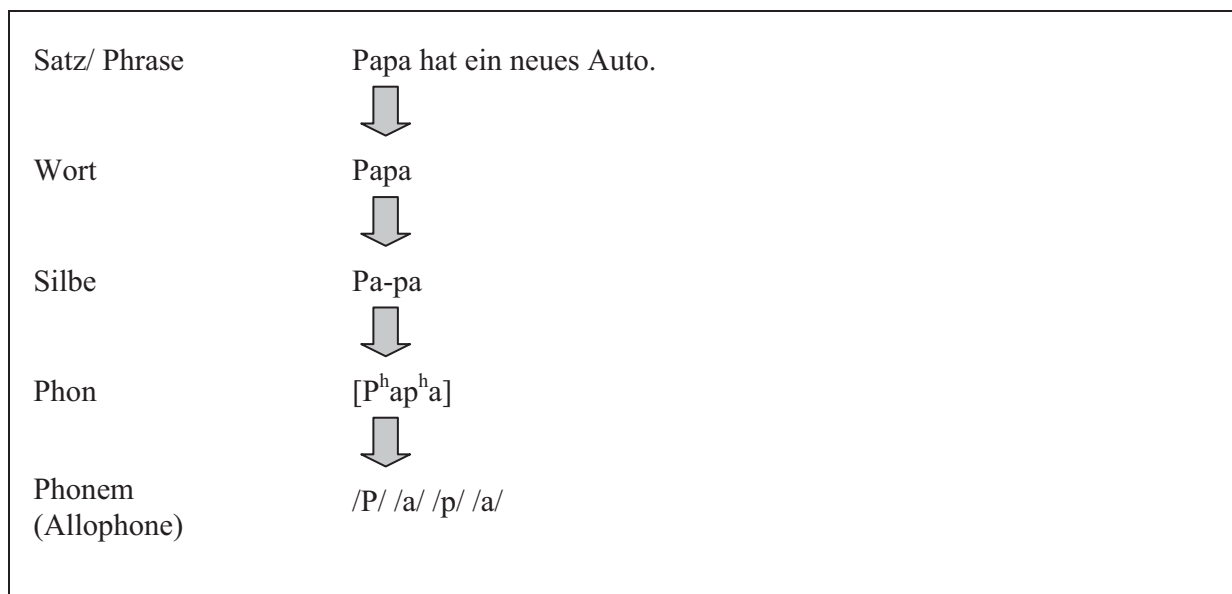 Satz/ Phrase Papa hat ein neues Auto.
Wort Papa
Silbe Pa-pa
Phon [Pʰapʰa]
Phonem
(Allophone) /P/ /a/ /p/ /a/